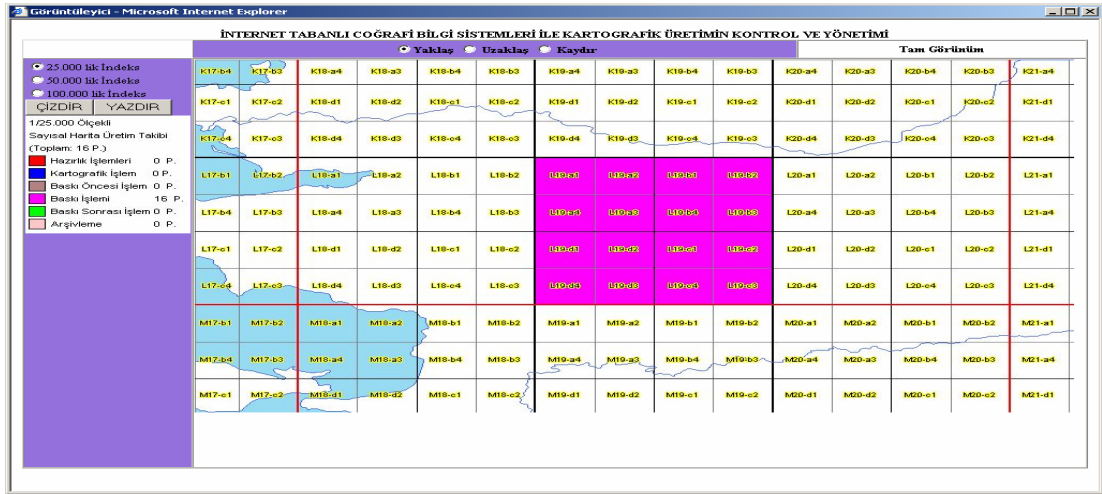 Görüntüleyici - Microsoft Internet Explorer
İNTERNET TABANLI COĞRAFİ BİLGİ SİSTEMLERİ İLE KARTOGRAFİK ÜRETİMİN KONTROL VE YÖNETİMİ
Yaklaş Uzaklaş Kaydır Tam Görünüm
25.000 lik İndeks
50.000 lik İndeks
100.000 lik İndeks
ÇİZDİR YAZDIR
1/25.000 Ölçekli
Sayısal Harita Üretim Takibi
(Toplam: 16 P.)
Hazırlık İşlemleri 0 P.
Kartografik İşlem 0 P.
Baskı Öncesi İşlem 0 P.
Baskı İşlemi 16 P.
Baskı Sonrası İşlem 0 P.
Arşivleme 0 P.
K17-b4 K17-b3 K18-a4 K18-a3 K18-b4 K18-b3 K19-a4 K19-a3 K19-b4 K19-b3 K20-a4 K20-a3 K20-b4 K20-b3 K21-a4
K17-c1 K17-c2 K18-d1 K18-d2 K18-c1 K18-c2 K19-d1 K19-d2 K19-c1 K19-c2 K20-d1 K20-d2 K20-c1 K20-c2 K21-d1
K17-c4 K17-c3 K18-d4 K18-d3 K18-c4 K18-c3 K19-d4 K19-d3 K19-c4 K19-c3 K20-d4 K20-d3 K20-c4 K20-c3 K21-d4
L17-b1 L17-b2 L18-a1 L18-a2 L18-b1 L18-b2 L19-a1 L19-a2 L19-b1 L19-b2 L20-a1 L20-a2 L20-b1 L20-b2 L21-a1
L17-b4 L17-b3 L18-a4 L18-a3 L18-b4 L18-b3 L19-a4 L19-a3 L19-b4 L19-b3 L20-a4 L20-a3 L20-b4 L20-b3 L21-a4
L17-c1 L17-c2 L18-d1 L18-d2 L18-c1 L18-c2 L19-d1 L19-d2 L19-c1 L19-c2 L20-d1 L20-d2 L20-c1 L20-c2 L21-d1
L17-c4 L17-c3 L18-d4 L18-d3 L18-c4 L18-c3 L19-d4 L19-d3 L19-c4 L19-c3 L20-d4 L20-d3 L20-c4 L20-c3 L21-d4
M17-b1 M17-b2 M18-a1 M18-a2 M18-b1 M18-b2 M19-a1 M19-a2 M19-b1 M19-b2 M20-a1 M20-a2 M20-b1 M20-b2 M21-a1
M17-b4 M17-b3 M18-a4 M18-a3 M18-b4 M18-b3 M19-a4 M19-a3 M19-b4 M19-b3 M20-a4 M20-a3 M20-b4 M20-b3 M21-a4
M17-c1 M17-c2 M18-d1 M18-d2 M18-c1 M18-c2 M19-d1 M19-d2 M19-c1 M19-c2 M20-d1 M20-d2 M20-c1 M20-c2 M21-d1